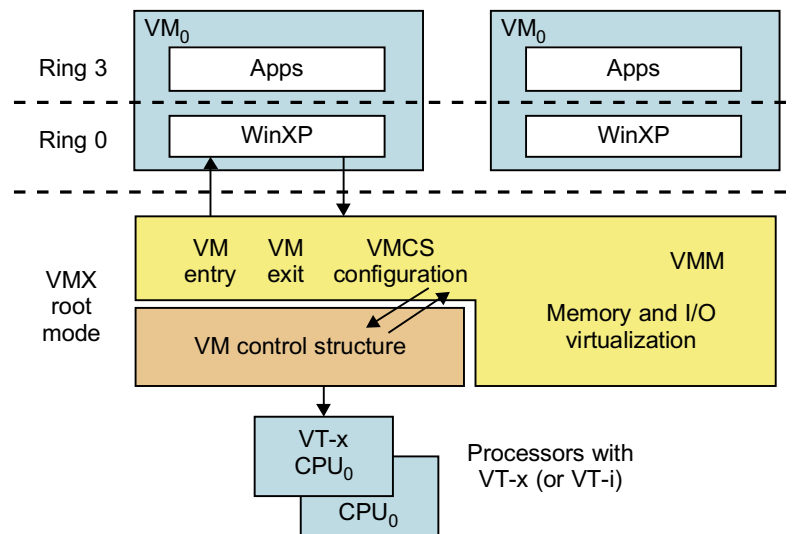 VM0
VM0
Ring 3
Apps
Apps
Ring 0
WinXP
WinXP
VMX
root
mode
VM
entry
VM
exit
VMCS
configuration
VMM
Memory and I/O
virtualization
VM control structure
VT-x
CPU0
CPU0
Processors with
VT-x (or VT-i)